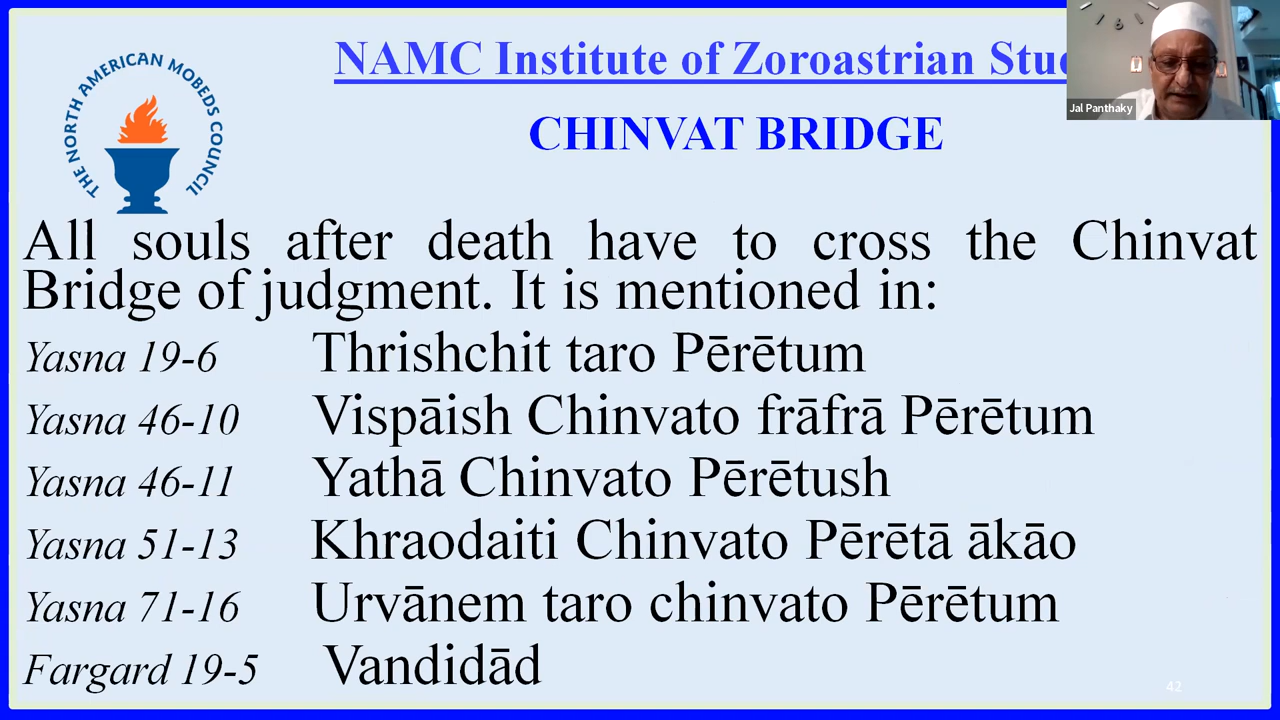 THE NORTH AMERICAN MOBEDS COUNCIL
NAMC Institute of Zoroastrian
Jal Panthaky
CHINVAT BRIDGE
All souls after death have to cross the Chinvat
Bridge of judgment. It is mentioned in:
Yasna 19-6 Thrishchit taro Pērētum
Yasna 46-10 Vispāish Chinvato frāfrā Pērētum
Yasna 46-11 Yathā Chinvato Pērētush
Yasna 51-13 Khraodaiti Chinvato Pērētā ākāo
Yasna 71-16 Urvānem taro chinvato Pērētum
Fargard 19-5 Vandidād
42